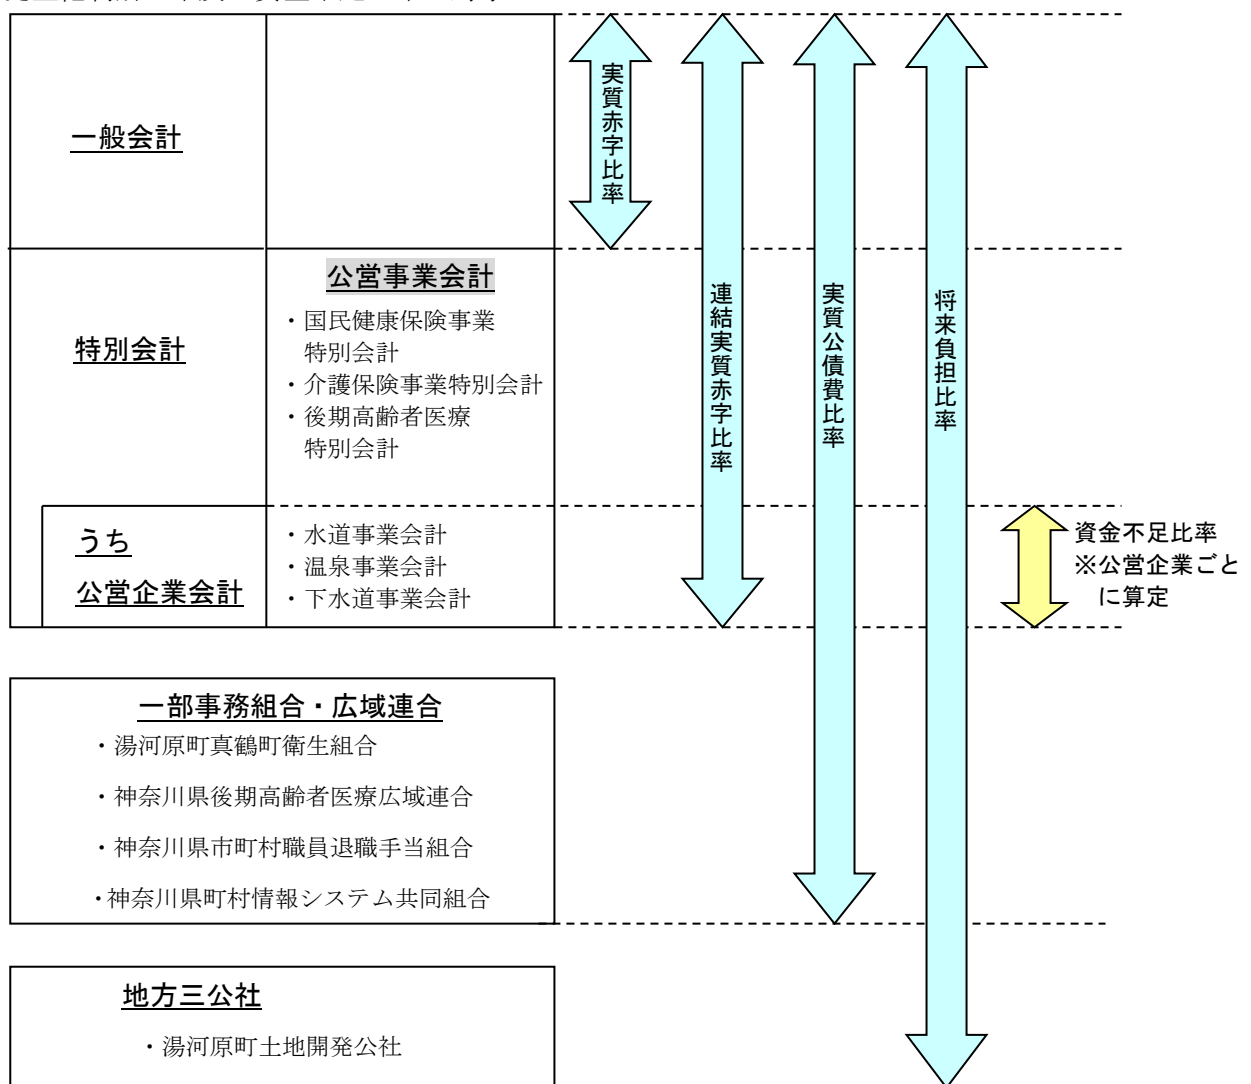 一般会計
実質赤字比率
特別会計
公営事業会計
・国民健康保険事業
特別会計
・介護保険事業特別会計
・後期高齢者医療
特別会計
連結実質赤字比率
実質公債費比率
将来負担比率
うち
公営企業会計
・水道事業会計
・温泉事業会計
・下水道事業会計
資金不足比率
※公営企業ごと
に算定
一部事務組合・広域連合
・湯河原町真鶴町衛生組合
・神奈川県後期高齢者医療広域連合
・神奈川県市町村職員退職手当組合
・神奈川県町村情報システム共同組合
地方三公社
・湯河原町土地開発公社